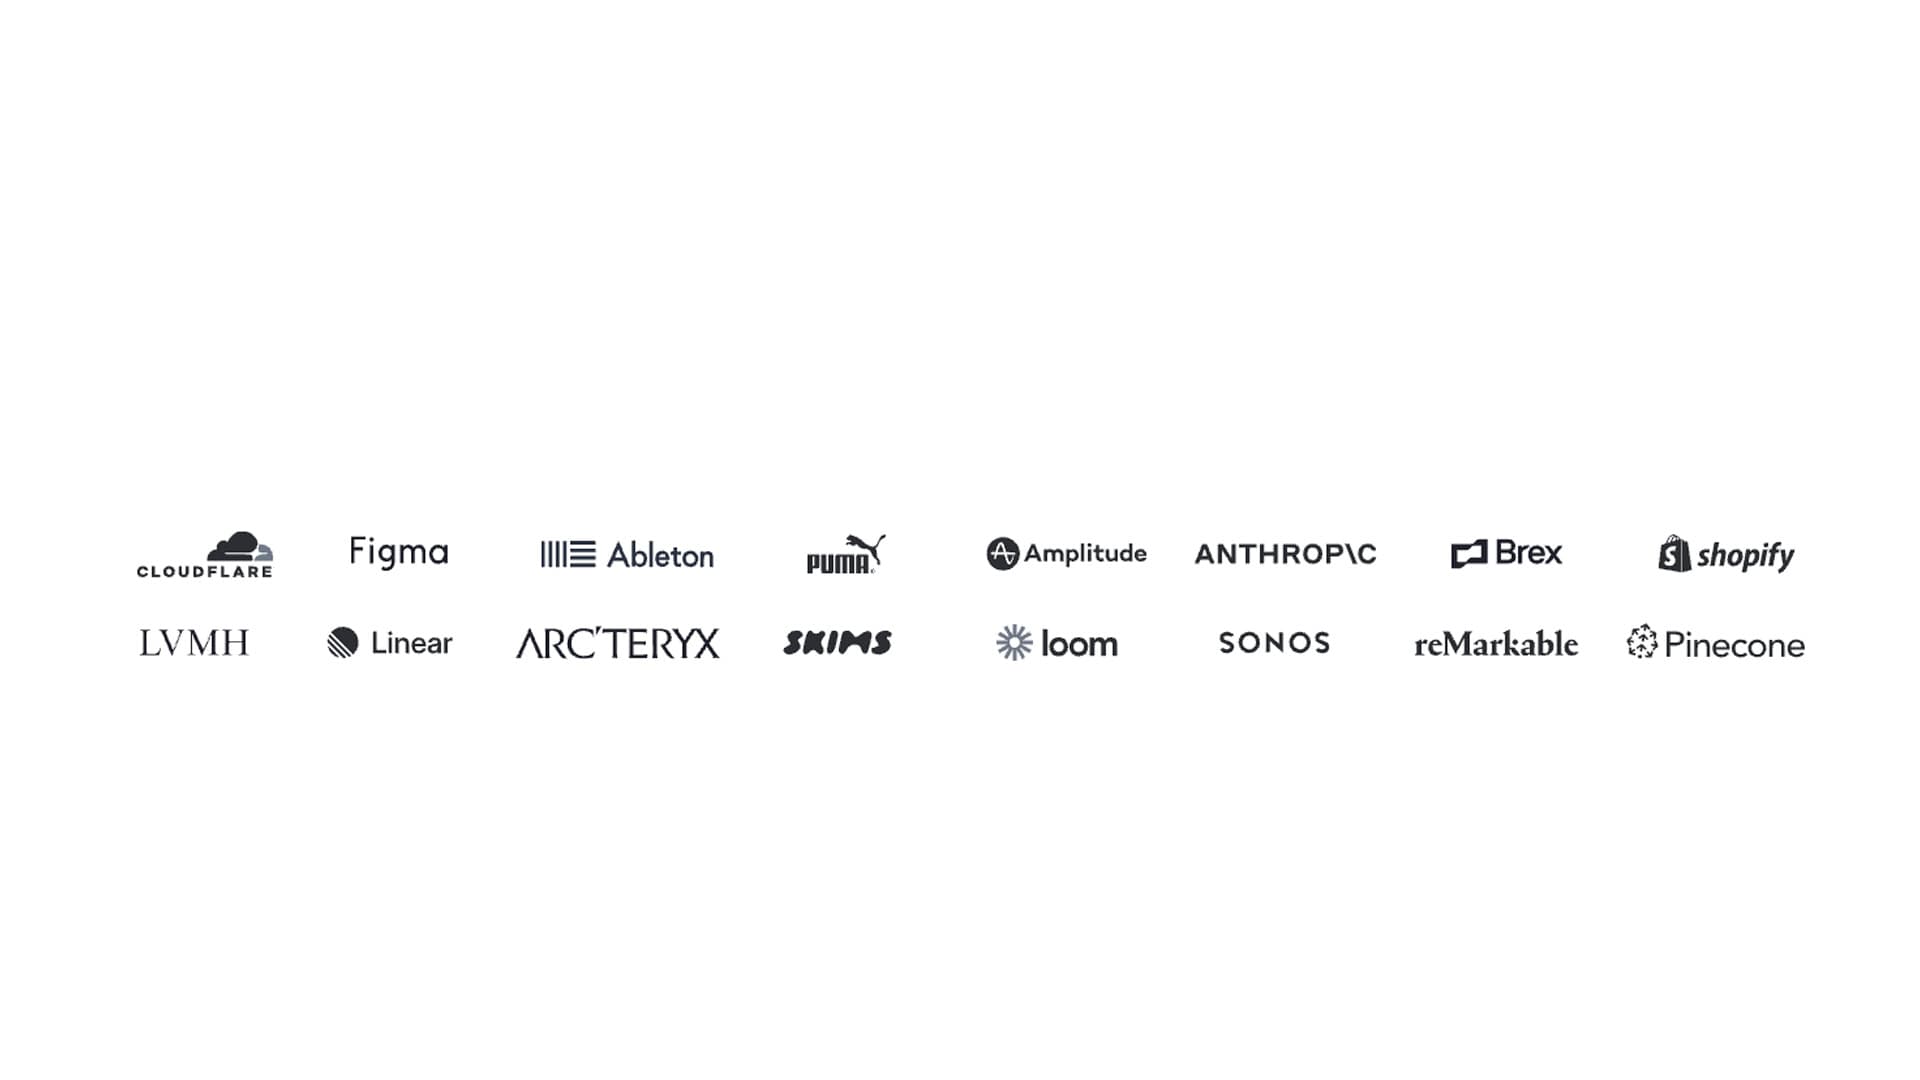 CLOUDFLARE Figma Ableton PUMA Amplitude ANTHROP\C Brex shopify
LVMH Linear ARC'TERYX SKIMS loom SONOS reMarkable Pinecone